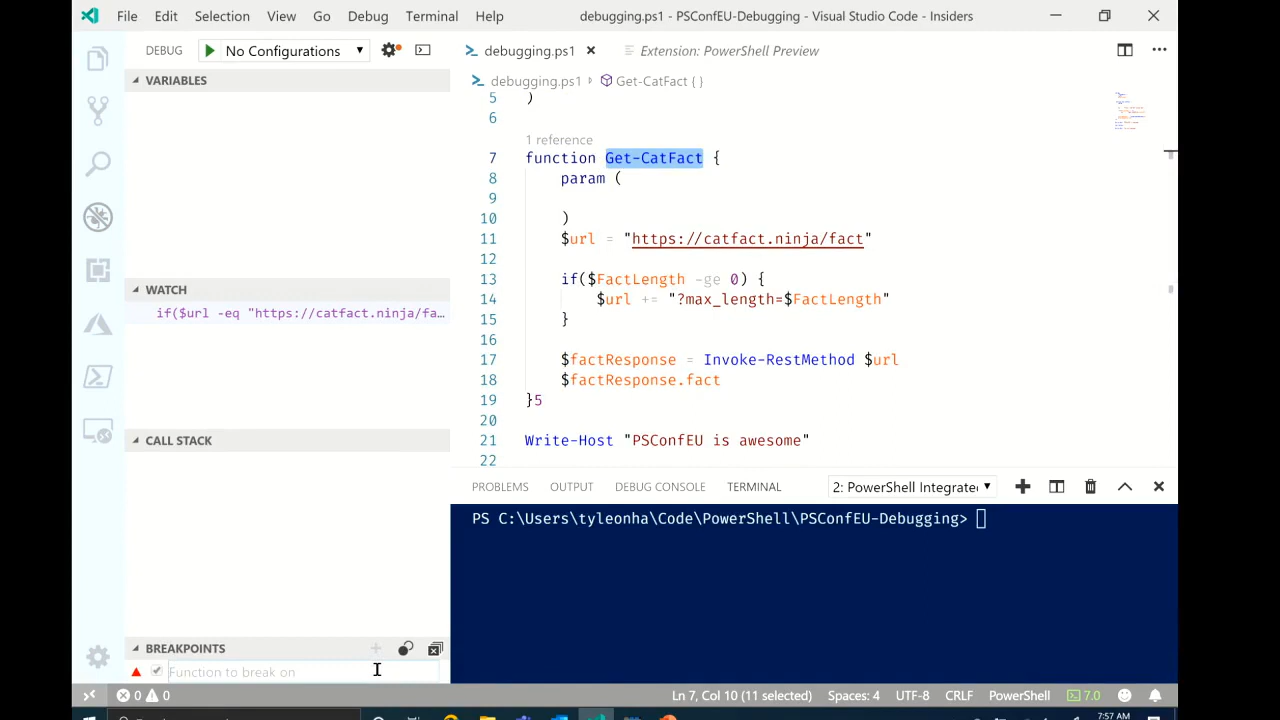 File Edit Selection View Go Debug Terminal Help debugging.ps1 - PSConfEU-Debugging - Visual Studio Code - Insiders
DEBUG No Configurations debugging.ps1 Extension: PowerShell Preview
VARIABLES
debugging.ps1 Get-CatFact { }
5 )
6
1 reference
7 function Get-CatFact {
8 param (
9
10 )
11 $url = "https://catfact.ninja/fact"
12
13 if($FactLength -ge 0) {
WATCH
14 $url += "?max_length=$FactLength"
if($url -eq "https://catfact.ninja/fa…
15 }
16
17 $factResponse = Invoke-RestMethod $url
18 $factResponse.fact
19 }5
20
CALL STACK
21 Write-Host "PSConfEU is awesome"
22
PROBLEMS OUTPUT DEBUG CONSOLE TERMINAL 2: PowerShell Integrate
PS C:\Users\tyleonha\Code\PowerShell\PSConfEU-Debugging>
BREAKPOINTS
Function to break on
0 0 Ln 7, Col 10 (11 selected) Spaces: 4 UTF-8 CRLF PowerShell 7.0
7:57 AM